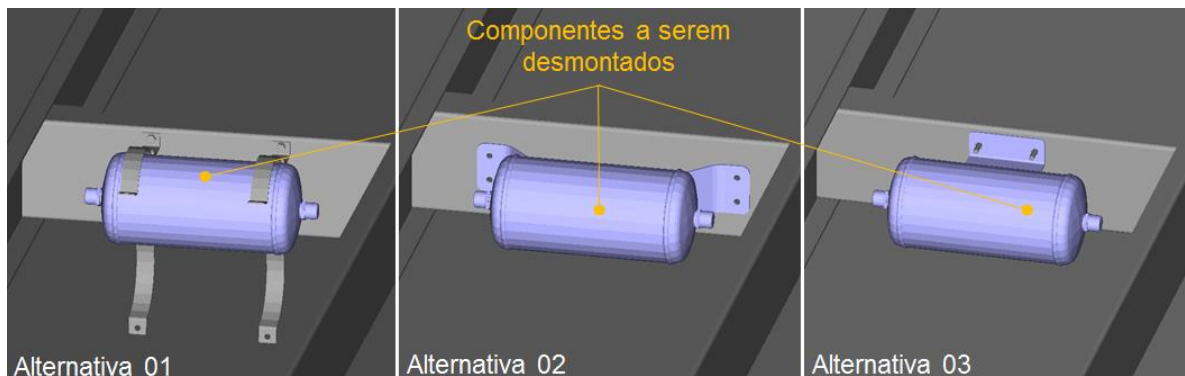 Componentes a serem
desmontados
Alternativa 01
Alternativa 02
Alternativa 03